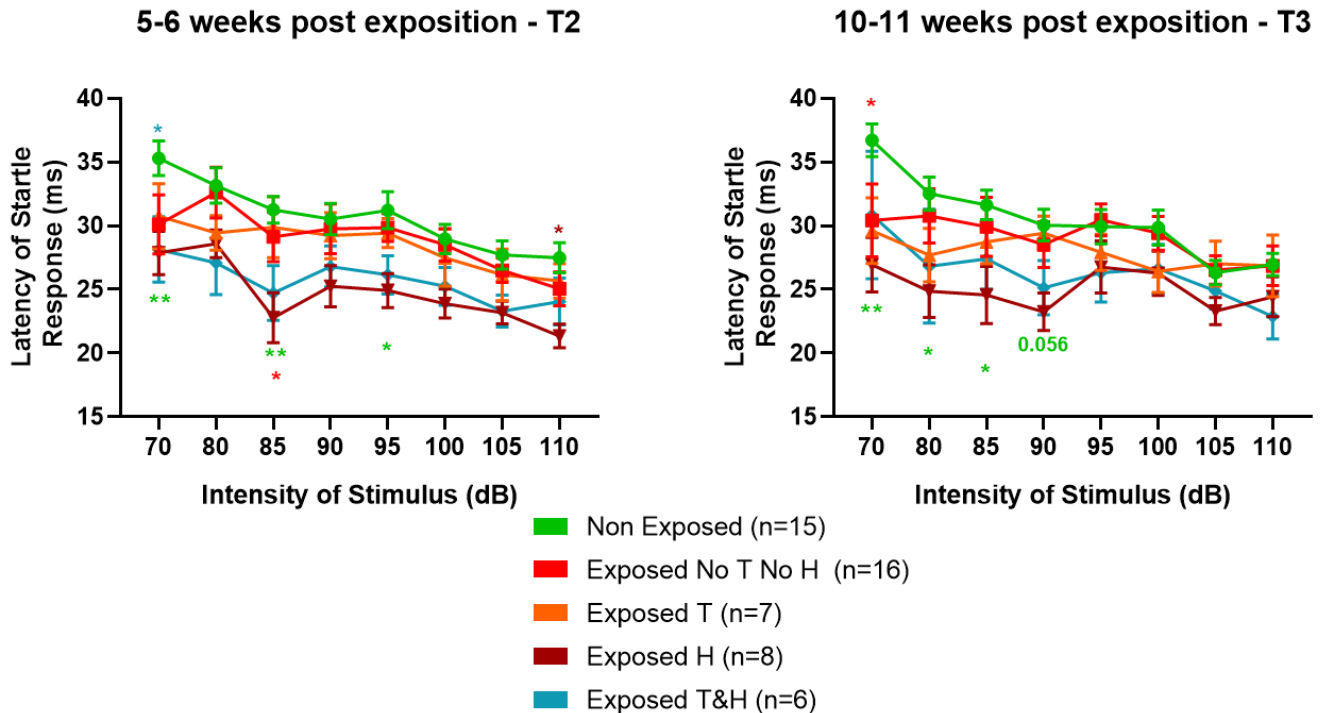 5-6 weeks post exposition - T2
40
35
30
25
20
15
Latency of Startle
Response (ms)
*
**
**
*
*
*
70 80 85 90 95 100 105 110
Intensity of Stimulus (dB)
10-11 weeks post exposition - T3
40
35
30
25
20
15
Latency of Startle
Response (ms)
*
**
*
*
0.056
70 80 85 90 95 100 105 110
Intensity of Stimulus (dB)
Non Exposed (n=15)
Exposed No T No H (n=16)
Exposed T (n=7)
Exposed H (n=8)
Exposed T&H (n=6)